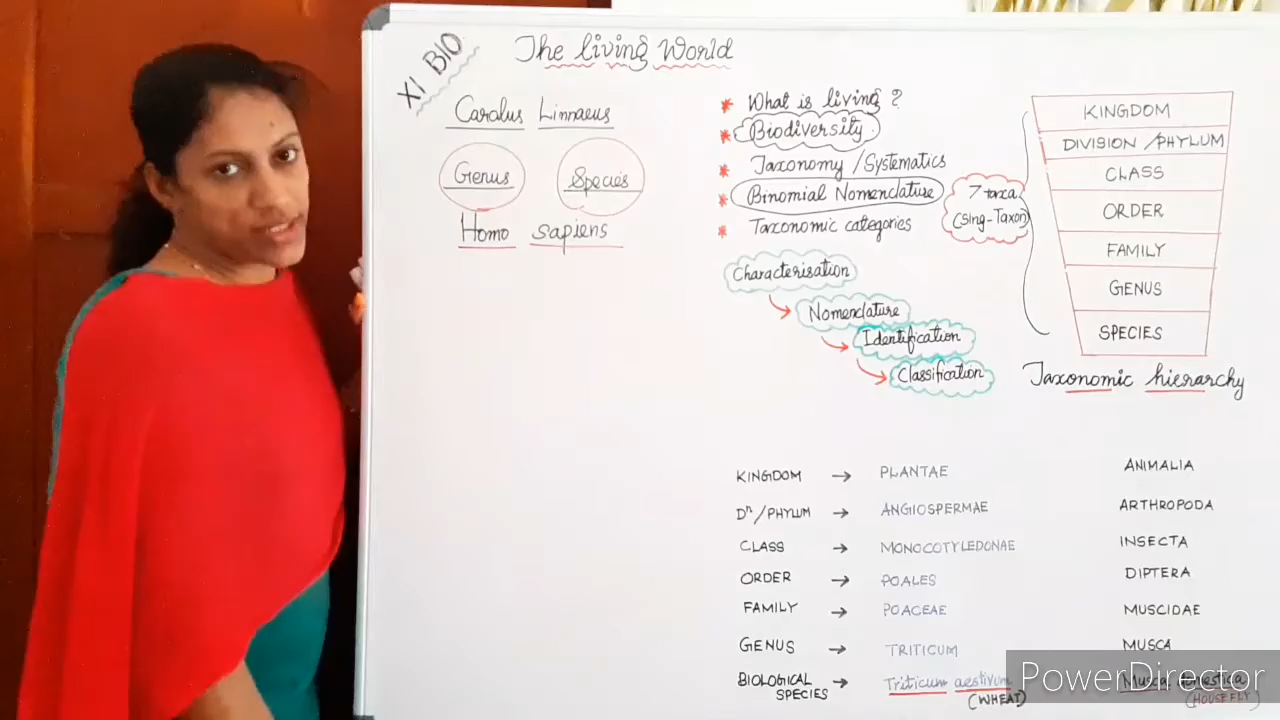 XI BIO
The living World
Carolus Linnaeus
Genus Species
Homo sapiens
* What is living ?
* Biodiversity.
* Taxonomy / Systematics
* Binomial Nomenclature
* Taxonomic categories
Characterisation
Nomenclature
Identification
Classification
7 taxa
(sing-Taxon)
KINGDOM
DIVISION / PHYLUM
CLASS
ORDER
FAMILY
GENUS
SPECIES
Taxonomic hierarchy
KINGDOM → PLANTAE ANIMALIA
Dⁿ/PHYLUM → ANGIOSPERMAE ARTHROPODA
CLASS → MONOCOTYLEDONAE INSECTA
ORDER → POALES DIPTERA
FAMILY → POACEAE MUSCIDAE
GENUS → TRITICUM MUSCA
BIOLOGICAL SPECIES → Triticum aestivum Musca domestica
(WHEAT) (HOUSEFLY)
PowerDirector